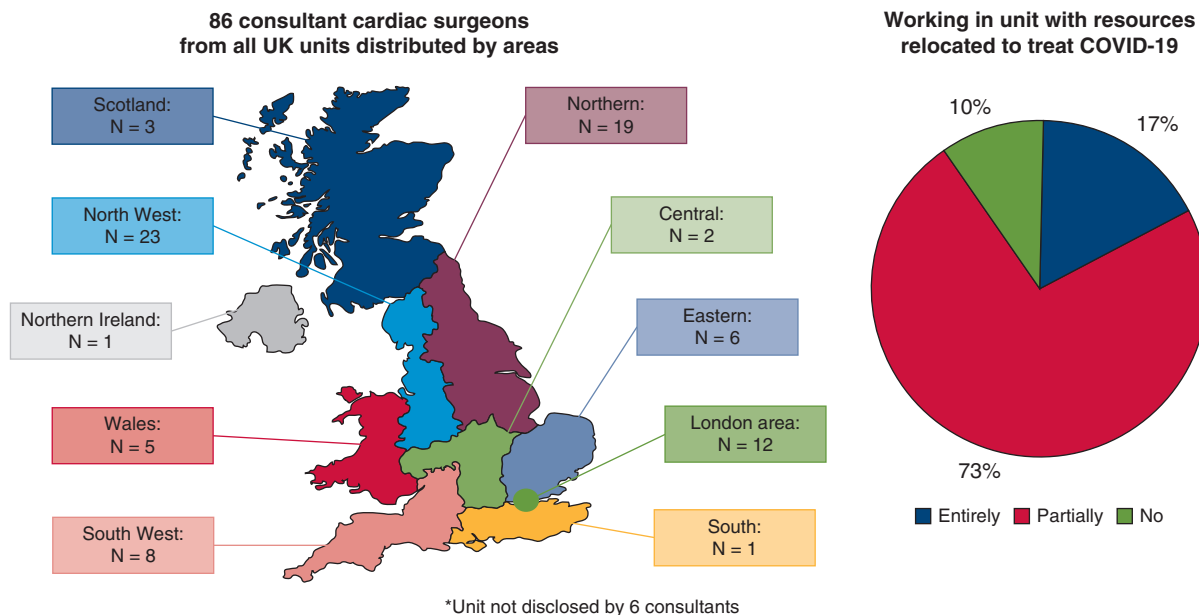 86 consultant cardiac surgeons
from all UK units distributed by areas
Scotland:
N = 3
Northern:
N = 19
North West:
N = 23
Central:
N = 2
Northern Ireland:
N = 1
Eastern:
N = 6
Wales:
N = 5
London area:
N = 12
South West:
N = 8
South:
N = 1
*Unit not disclosed by 6 consultants
Working in unit with resources
relocated to treat COVID-19
10%
17%
73%
Entirely Partially No